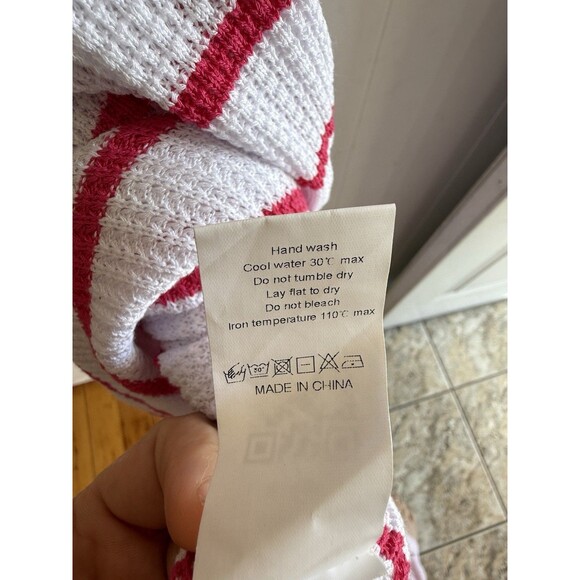 Hand wash
Cool water 30℃ max
Do not tumble dry
Lay flat to dry
Do not bleach
Iron temperature 110℃ max
30°
MADE IN CHINA